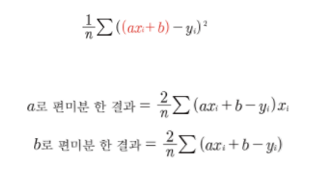 1/n ∑((axᵢ + b) − yᵢ)²
a로 편미분 한 결과 = 2/n ∑(axᵢ + b − yᵢ)xᵢ
b로 편미분 한 결과 = 2/n ∑(axᵢ + b − yᵢ)